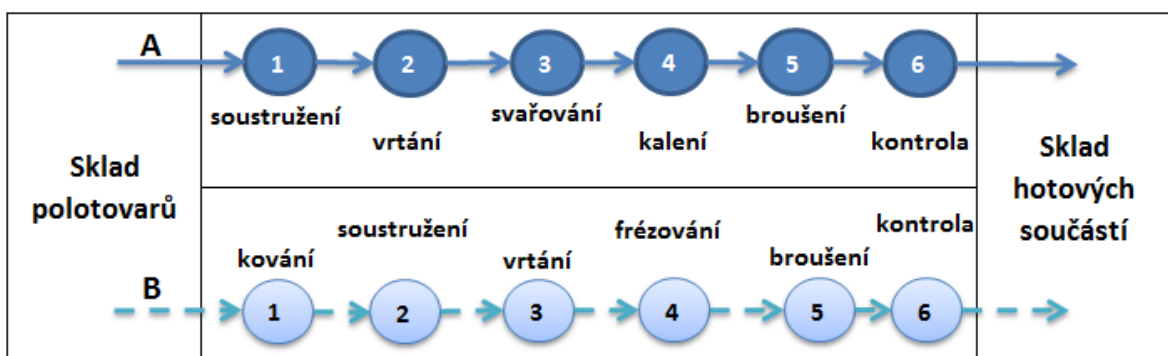 A
1 2 3 4 5 6
soustružení
vrtání
svařování
kalení
broušení
kontrola
Sklad
polotovarů
Sklad
hotových
součástí
kování
soustružení
vrtání
frézování
broušení
kontrola
B
1 2 3 4 5 6